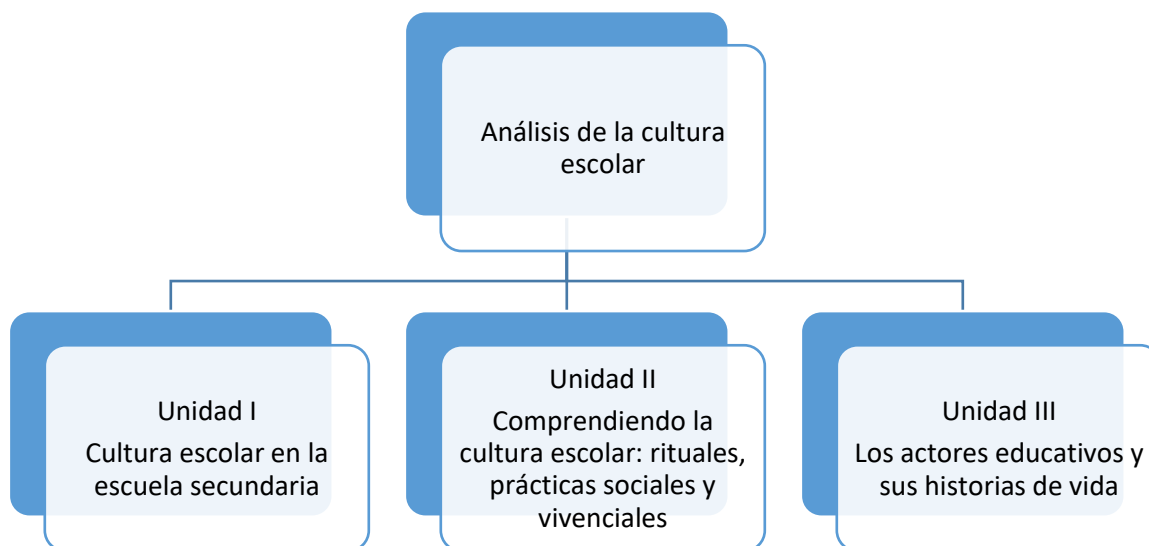 Análisis de la cultura
escolar
Unidad I
Cultura escolar en la
escuela secundaria
Unidad II
Comprendiendo la
cultura escolar: rituales,
prácticas sociales y
vivenciales
Unidad III
Los actores educativos y
sus historias de vida